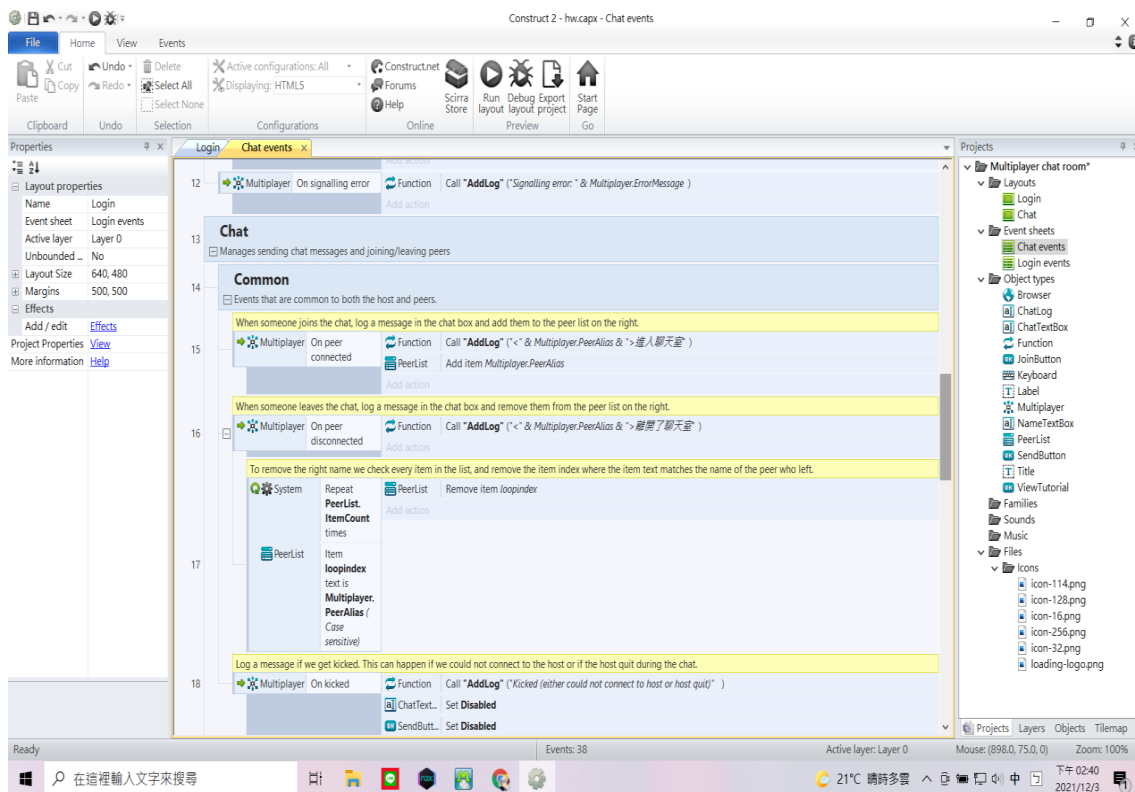 Construct 2 - hw.capx - Chat events
File Home View Events
Paste Cut Copy Undo Redo Delete Select All Select None
Active configurations: All
Displaying: HTML5
Construct.net
Forums
Help
Scirra Store
Run layout
Debug layout
Export project
Start Page
Clipboard Undo Selection Configurations Online Preview Go
Properties
Layout properties
Name Login
Event sheet Login events
Active layer Layer 0
Unbounded ... No
Layout Size 640, 480
Margins 500, 500
Effects
Add / edit Effects
Project Properties View
More information Help
Login Chat events
Add action
12 Multiplayer On signalling error Function Call "AddLog" ("Signalling error: " & Multiplayer.ErrorMessage )
Add action
13 Chat
Manages sending chat messages and joining/leaving peers
14 Common
Events that are common to both the host and peers.
When someone joins the chat, log a message in the chat box and add them to the peer list on the right.
15 Multiplayer On peer connected Function Call "AddLog" ("<" & Multiplayer.PeerAlias & ">進入聊天室" )
PeerList Add item Multiplayer.PeerAlias
Add action
When someone leaves the chat, log a message in the chat box and remove them from the peer list on the right.
16 Multiplayer On peer disconnected Function Call "AddLog" ("<" & Multiplayer.PeerAlias & ">離開了聊天室" )
Add action
To remove the right name we check every item in the list, and remove the item index where the item text matches the name of the peer who left.
17 System Repeat PeerList.ItemCount times PeerList Remove item loopindex
Add action
PeerList Item loopindex text is Multiplayer.PeerAlias ( Case sensitive)
Log a message if we get kicked. This can happen if we could not connect to the host or if the host quit during the chat.
18 Multiplayer On kicked Function Call "AddLog" ("Kicked (either could not connect to host or host quit)" )
ChatText... Set Disabled
SendButt... Set Disabled
Projects
Multiplayer chat room*
Layouts
Login
Chat
Event sheets
Chat events
Login events
Object types
Browser
ChatLog
ChatTextBox
Function
JoinButton
Keyboard
Label
Multiplayer
NameTextBox
PeerList
SendButton
Title
ViewTutorial
Families
Sounds
Music
Files
Icons
icon-114.png
icon-128.png
icon-16.png
icon-256.png
icon-32.png
loading-logo.png
Projects Layers Objects Tilemap
Ready Events: 38 Active layer: Layer 0 Mouse: (898.0, 75.0, 0) Zoom: 100%
在這裡輸入文字來搜尋
21°C 晴時多雲 中 下午 02:40
2021/12/3